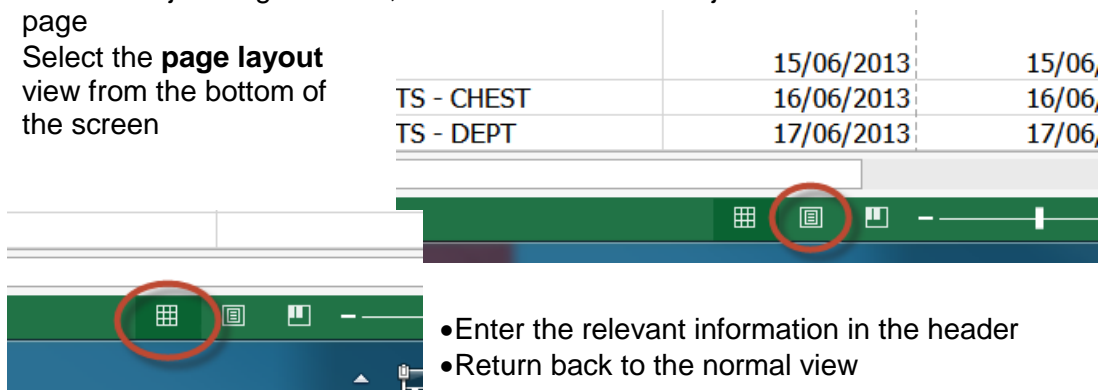 page
Select the page layout
view from the bottom of
the screen
15/06/2013 15/06/
TS - CHEST 16/06/2013 16/06/
TS - DEPT 17/06/2013 17/06/
•Enter the relevant information in the header
•Return back to the normal view